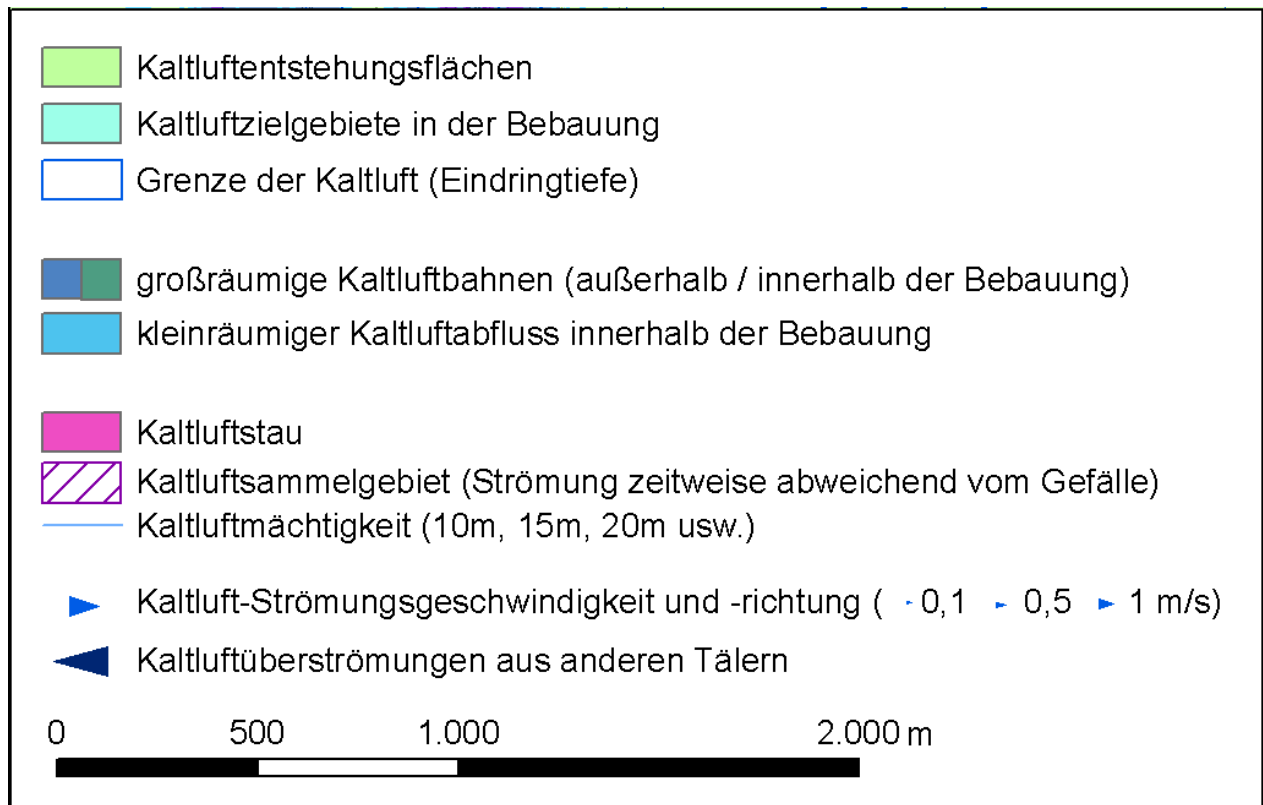 Kaltluftentstehungsflächen
Kaltluftzielgebiete in der Bebauung
Grenze der Kaltluft (Eindringtiefe)
großräumige Kaltluftbahnen (außerhalb / innerhalb der Bebauung)
kleinräumiger Kaltluftabfluss innerhalb der Bebauung
Kaltluftstau
Kaltluftsammelgebiet (Strömung zeitweise abweichend vom Gefälle)
Kaltluftmächtigkeit (10m, 15m, 20m usw.)
Kaltluft-Strömungsgeschwindigkeit und -richtung ( 0,1 0,5 1 m/s)
Kaltluftüberströmungen aus anderen Tälern
0 500 1.000 2.000 m